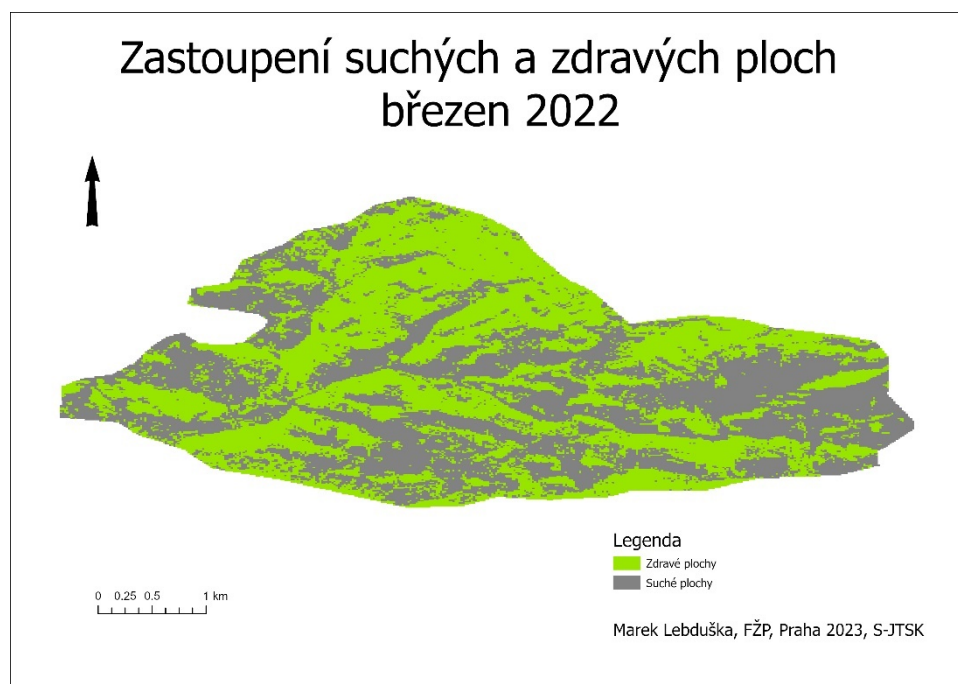 Zastoupení suchých a zdravých ploch
březen 2022
Legenda
Zdravé plochy
Suché plochy
0 0.25 0.5 1 km
Marek Lebduška, FŽP, Praha 2023, S-JTSK